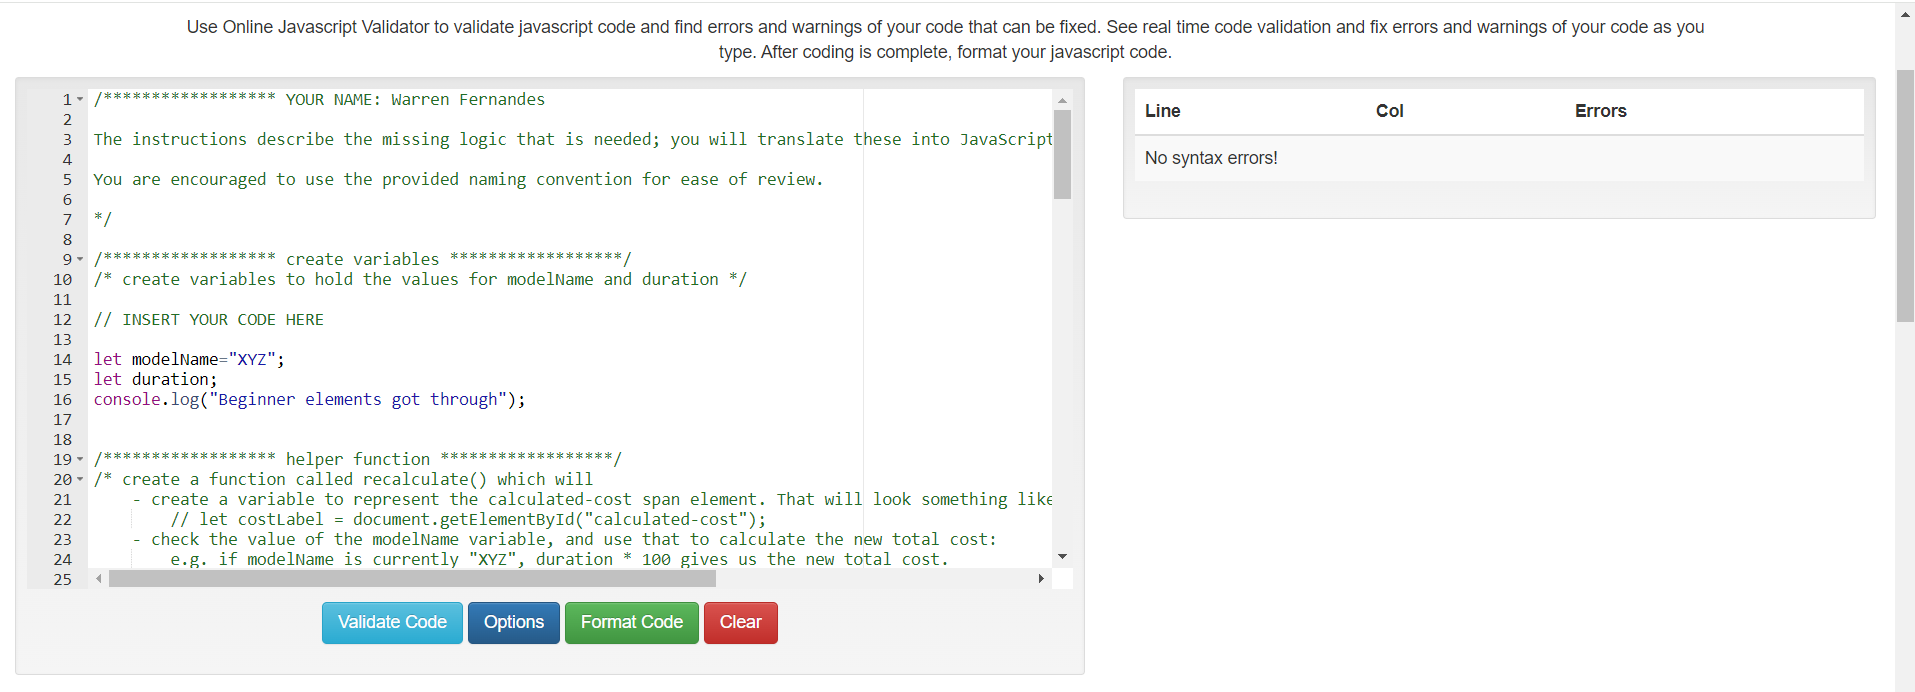 Use Online Javascript Validator to validate javascript code and find errors and warnings of your code that can be fixed. See real time code validation and fix errors and warnings of your code as you
type. After coding is complete, format your javascript code.
1 /****************** YOUR NAME: Warren Fernandes
2
3 The instructions describe the missing logic that is needed; you will translate these into JavaScript
4
5 You are encouraged to use the provided naming convention for ease of review.
6
7 */
8
9 /****************** create variables ******************/
10 /* create variables to hold the values for modelName and duration */
11
12 // INSERT YOUR CODE HERE
13
14 let modelName="XYZ";
15 let duration;
16 console.log("Beginner elements got through");
17
18
19 /****************** helper function ******************/
20 /* create a function called recalculate() which will
21     - create a variable to represent the calculated-cost span element. That will look something like
22         // let costLabel = document.getElementById("calculated-cost");
23     - check the value of the modelName variable, and use that to calculate the new total cost:
24         e.g. if modelName is currently "XYZ", duration * 100 gives us the new total cost.
25
Validate Code Options Format Code Clear
Line Col Errors
No syntax errors!